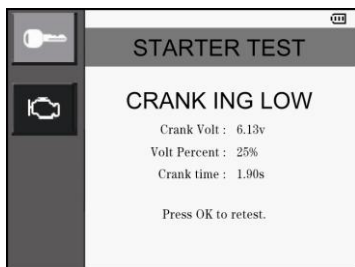 STARTER TEST
CRANK ING LOW
Crank Volt : 6.13v
Volt Percent : 25%
Crank time : 1.90s
Press OK to retest.